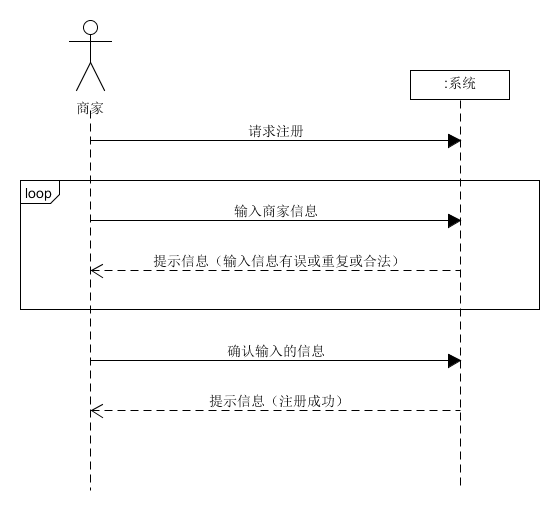 :系统
商家
请求注册
loop
输入商家信息
提示信息（输入信息有误或重复或合法）
确认输入的信息
提示信息（注册成功）